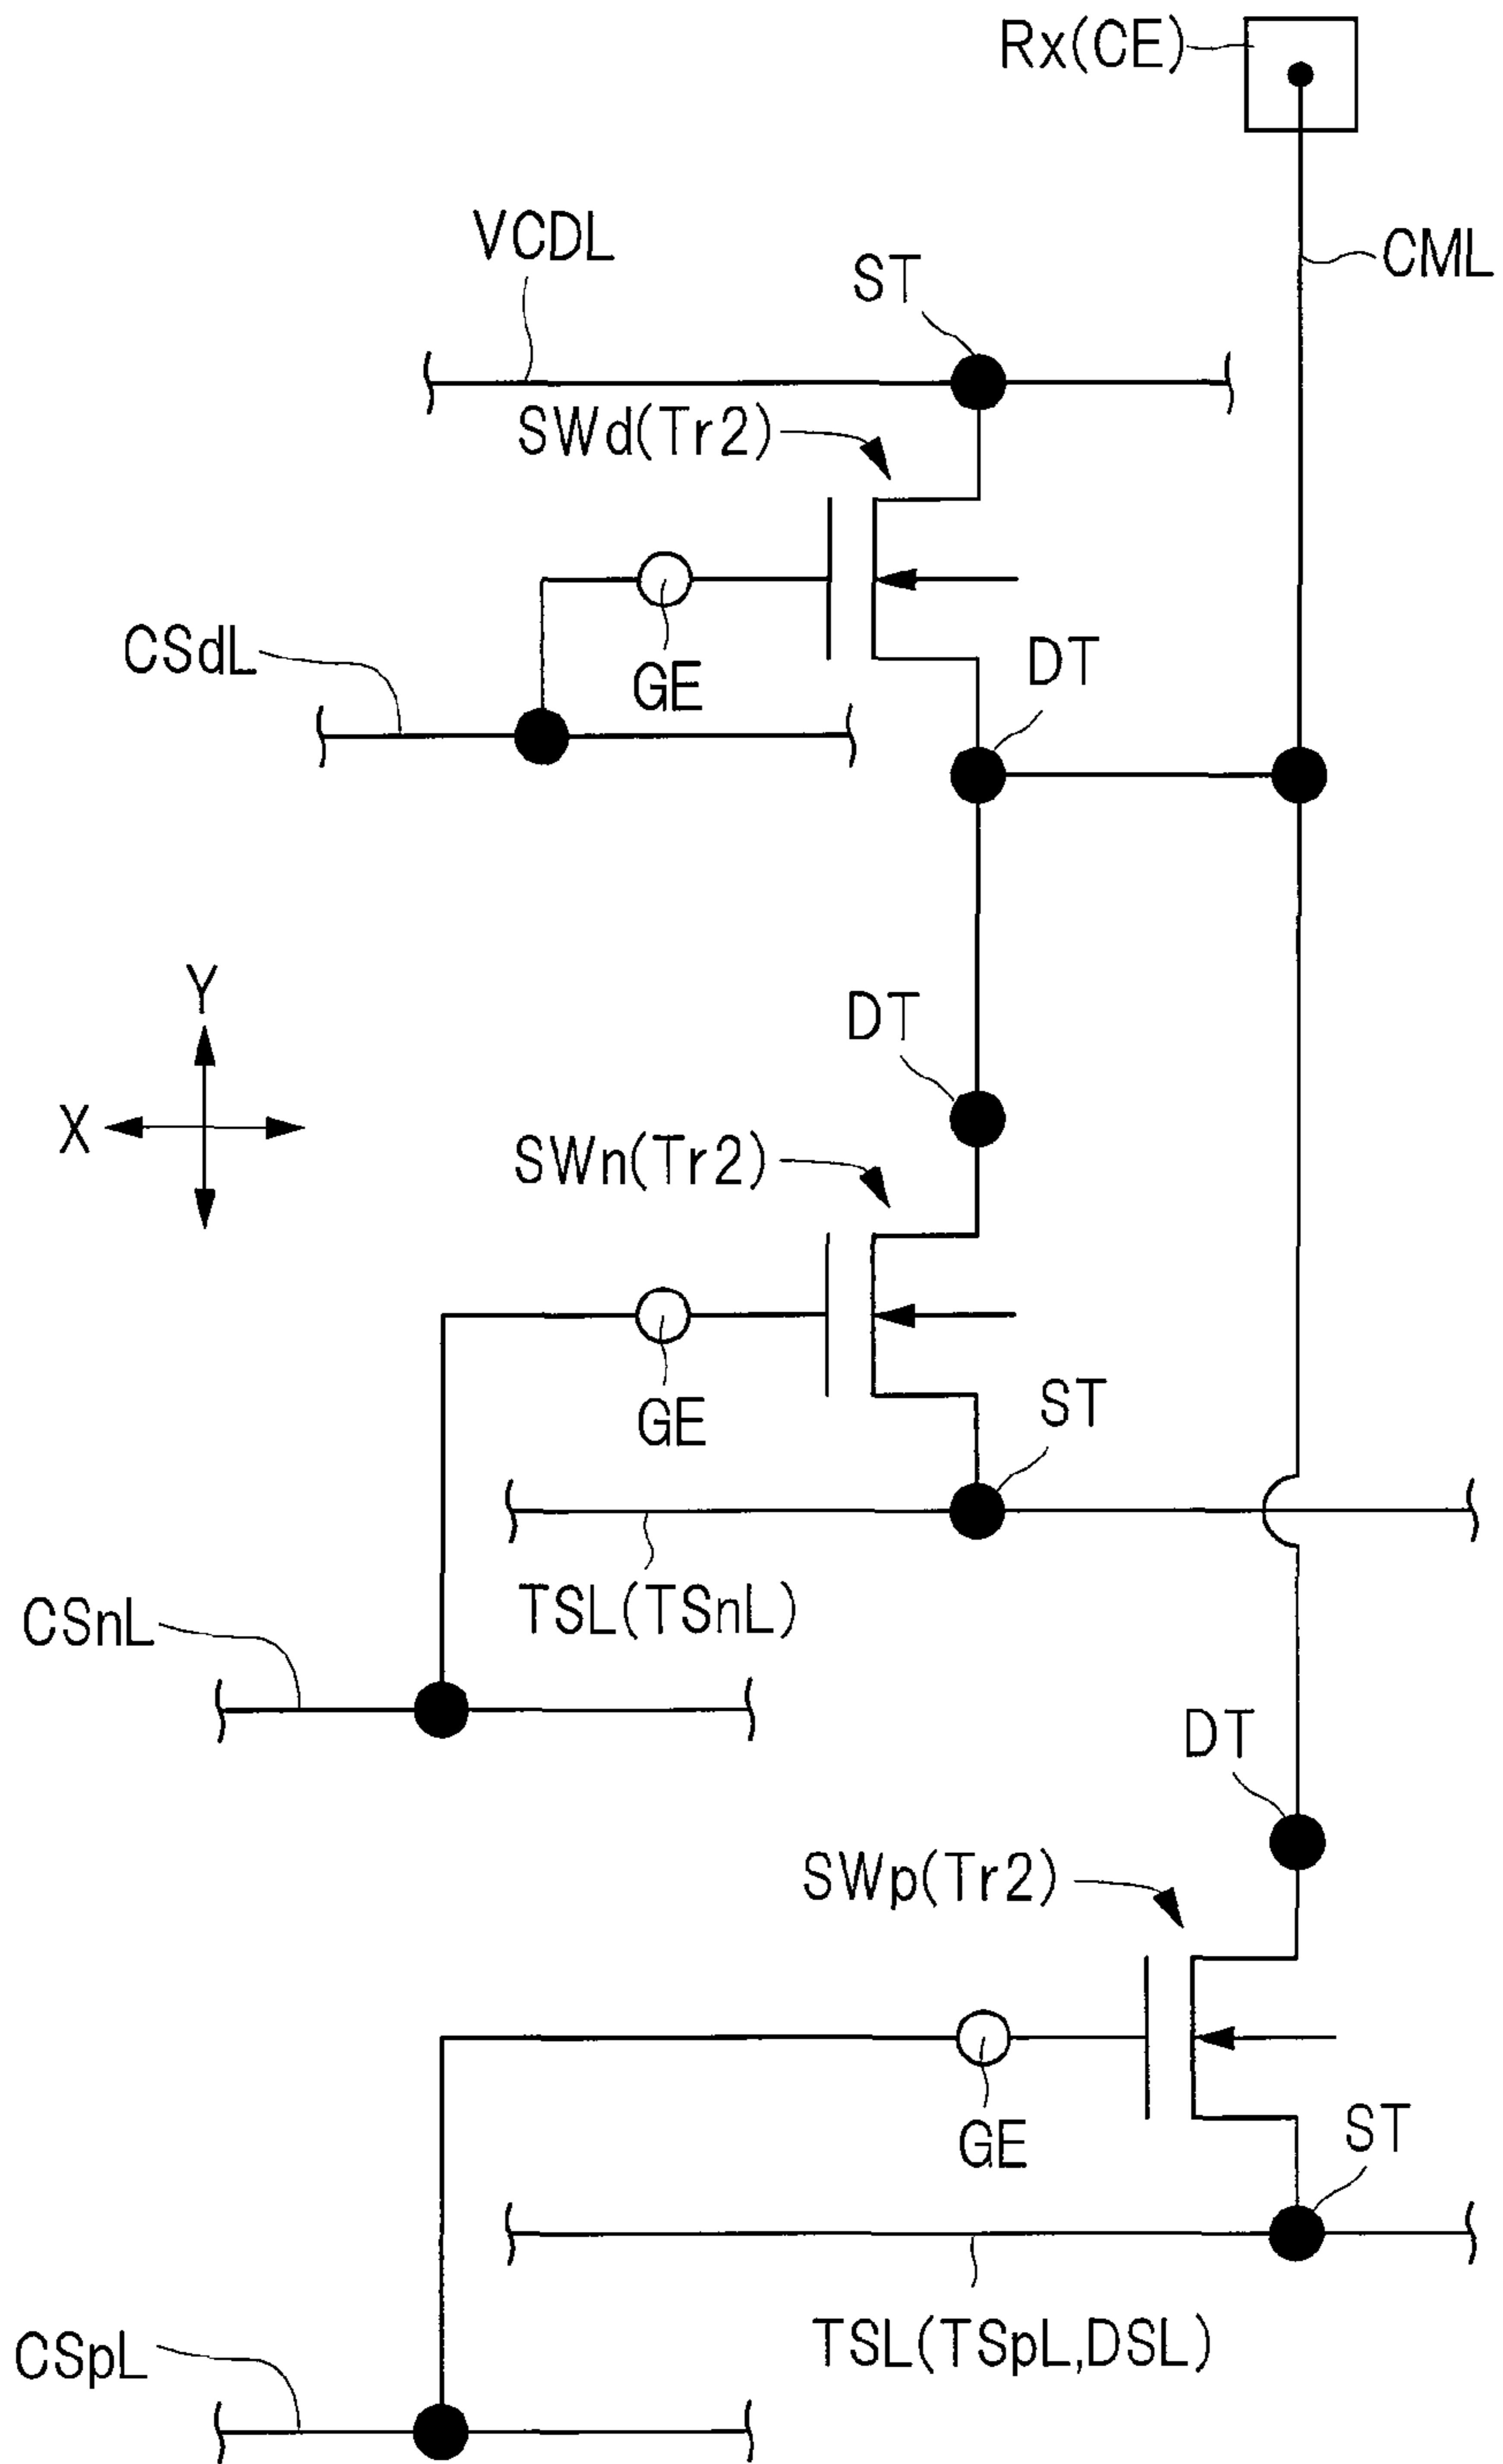 Rx(CE)
VCDL
ST
CML
SWd(Tr2)
CSdL
GE
DT
Y
DT
X
SWn(Tr2)
GE
ST
TSL(TSnL)
CSnL
DT
SWp(Tr2)
GE
ST
TSL(TSpL,DSL)
CSpL